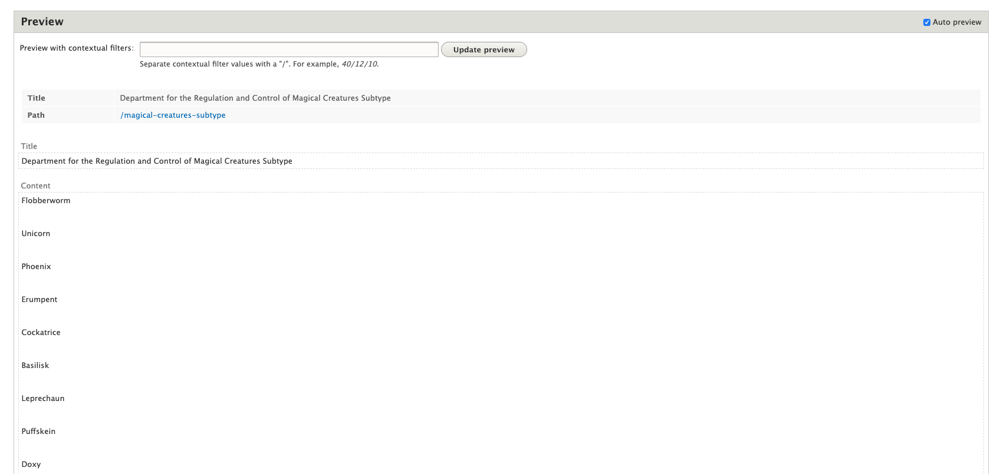 Preview
Auto preview
Preview with contextual filters:
Update preview
Separate contextual filter values with a "/". For example, 40/12/10.
Title Department for the Regulation and Control of Magical Creatures Subtype
Path /magical-creatures-subtype
Title
Department for the Regulation and Control of Magical Creatures Subtype
Content
Flobberworm
Unicorn
Phoenix
Erumpent
Cockatrice
Basilisk
Leprechaun
Puffskein
Doxy